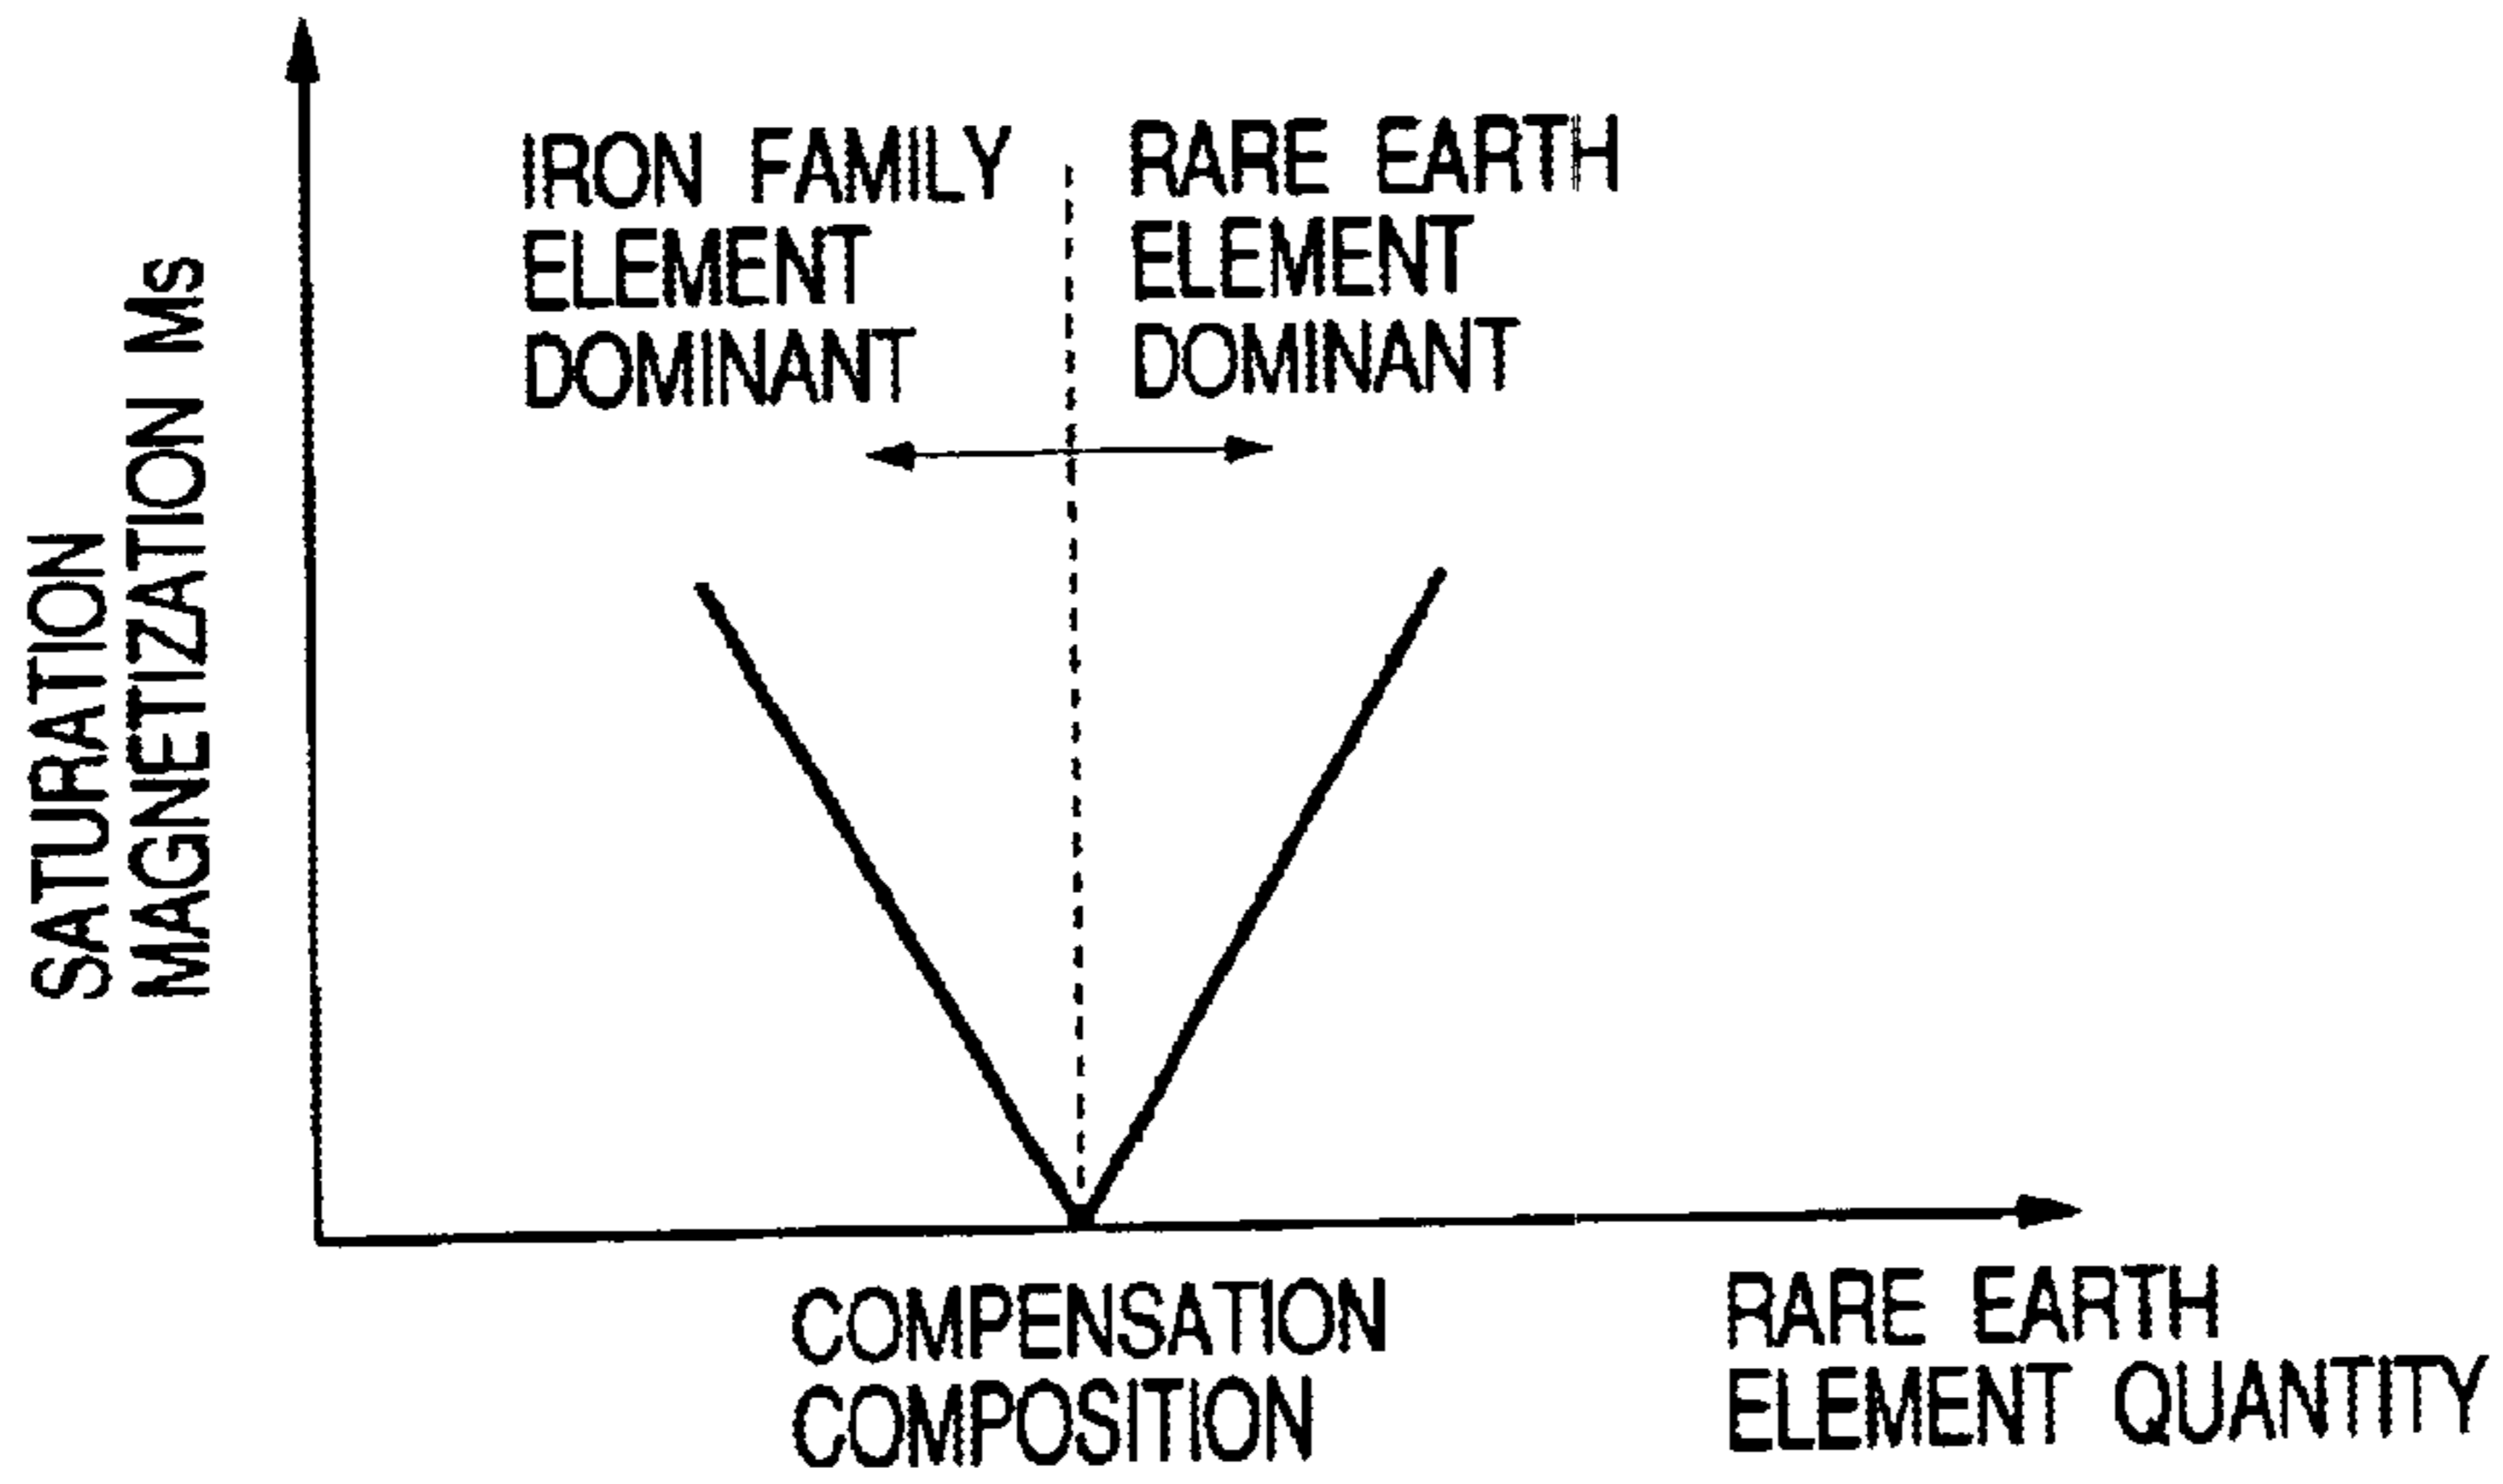 SATURATION
MAGNETIZATION Ms
IRON FAMILY
ELEMENT
DOMINANT
RARE EARTH
ELEMENT
DOMINANT
COMPENSATION
COMPOSITION
RARE EARTH
ELEMENT QUANTITY